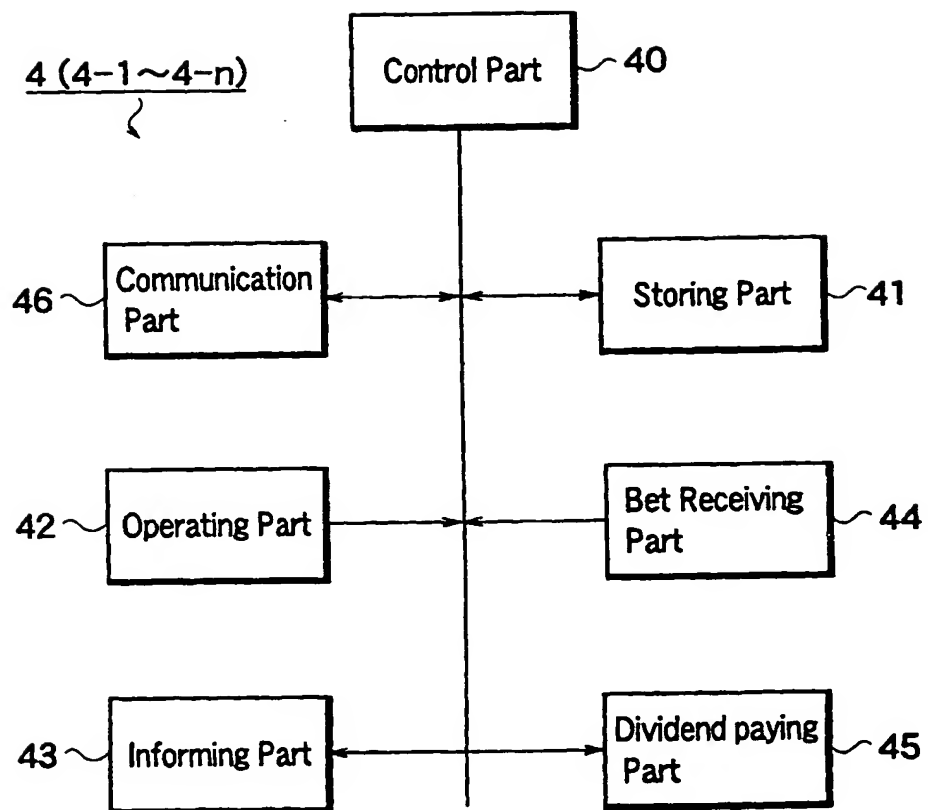 Control Part
40
4 (4-1～4-n)
Communication
Part
46
Storing Part
41
Operating Part
42
Bet Receiving
Part
44
Informing Part
43
Dividend paying
Part
45